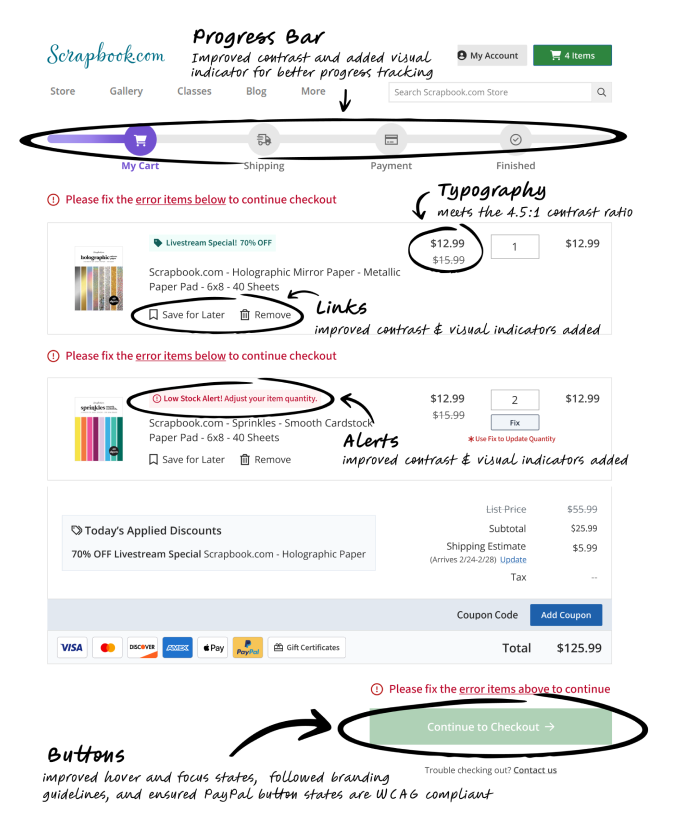 Scrapbook.com
Progress Bar
Improved contrast and added visual
indicator for better progress tracking
My Account
4 Items
Store Gallery Classes Blog More
Search Scrapbook.com Store
My Cart Shipping Payment Finished
Please fix the error items below to continue checkout
Typography
meets the 4.5:1 contrast ratio
Livestream Special! 70% OFF
$12.99 1 $12.99
$15.99
holographic
Scrapbook.com - Holographic Mirror Paper - Metallic
Paper Pad - 6x8 - 40 Sheets
Save for Later Remove
Links
improved contrast & visual indicators added
Please fix the error items below to continue checkout
Low Stock Alert! Adjust your item quantity.
$12.99 2 $12.99
$15.99
Fix
sprinkles
Scrapbook.com - Sprinkles - Smooth Cardstock
Paper Pad - 6x8 - 40 Sheets
Use Fix to Update Quantity
Save for Later Remove
Alerts
improved contrast & visual indicators added
List Price $55.99
Today's Applied Discounts
Subtotal $25.99
70% OFF Livestream Special Scrapbook.com - Holographic Paper
Shipping Estimate $5.99
(Arrives 2/24-2/28) Update
Tax --
Coupon Code Add Coupon
VISA DISCOVER AMEX Pay PayPal Gift Certificates
Total $125.99
Please fix the error items above to continue
Continue to Checkout →
Buttons
improved hover and focus states, followed branding
guidelines, and ensured PayPal button states are WCAG compliant
Trouble checking out? Contact us